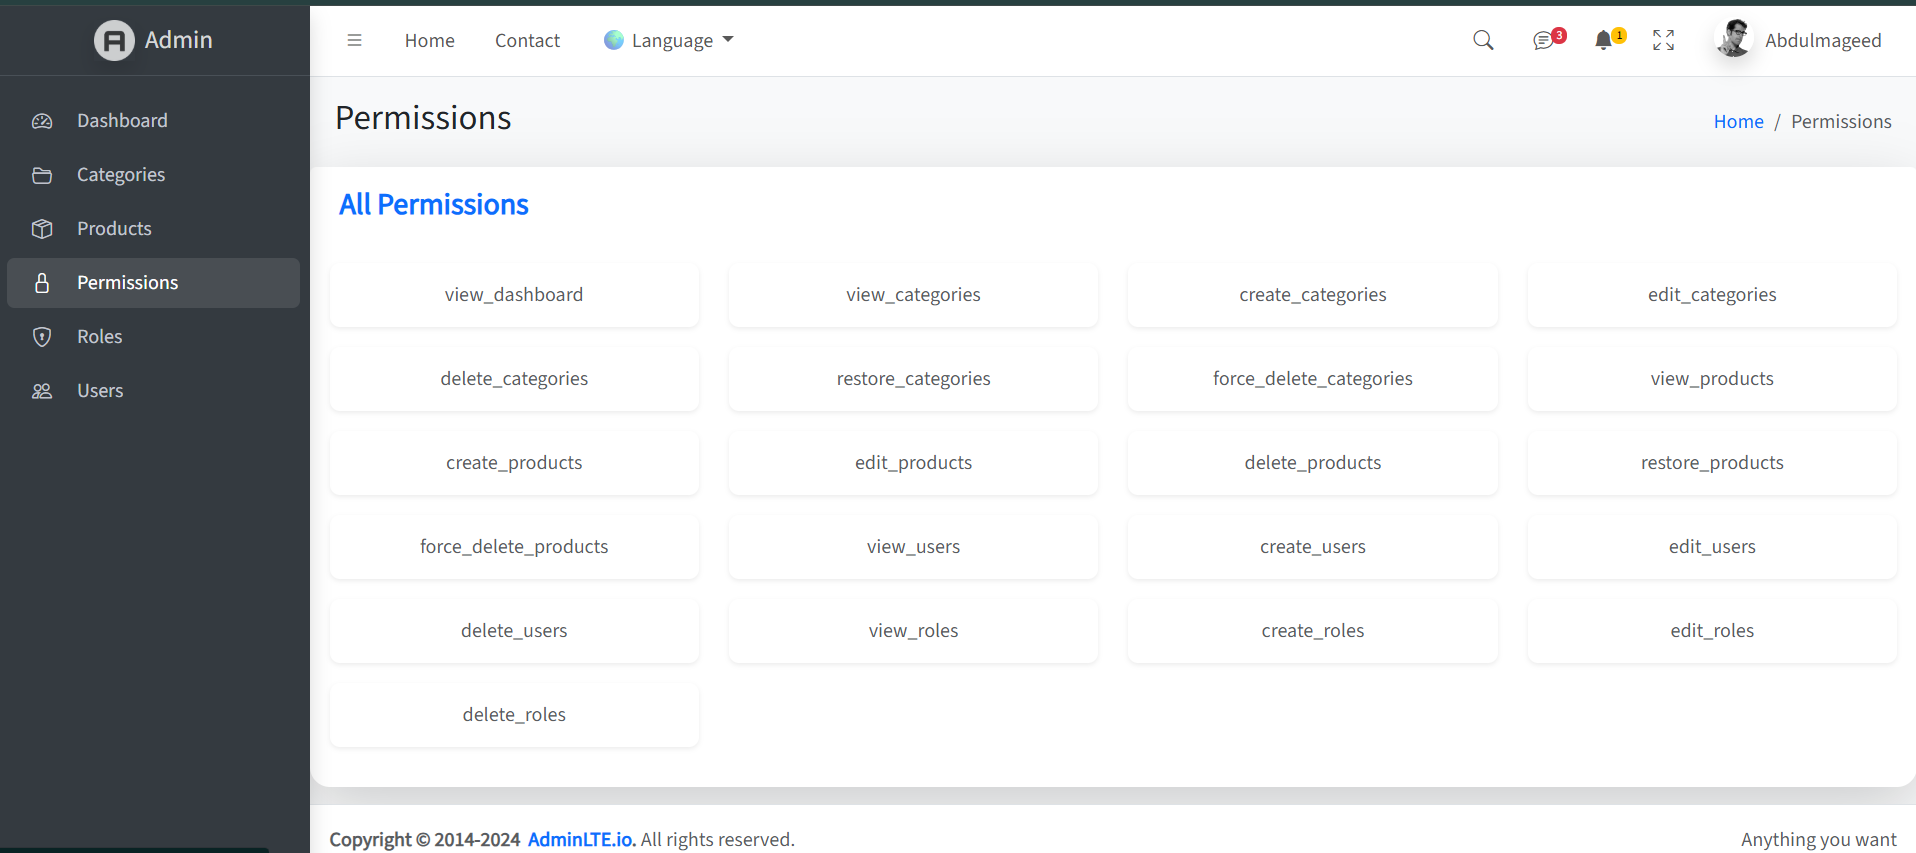 Admin
Home Contact Language
3
1
Abdulmageed
Dashboard
Categories
Products
Permissions
Roles
Users
Permissions
Home / Permissions
All Permissions
view_dashboard view_categories create_categories edit_categories
delete_categories restore_categories force_delete_categories view_products
create_products edit_products delete_products restore_products
force_delete_products view_users create_users edit_users
delete_users view_roles create_roles edit_roles
delete_roles
Copyright © 2014-2024 AdminLTE.io. All rights reserved.
Anything you want